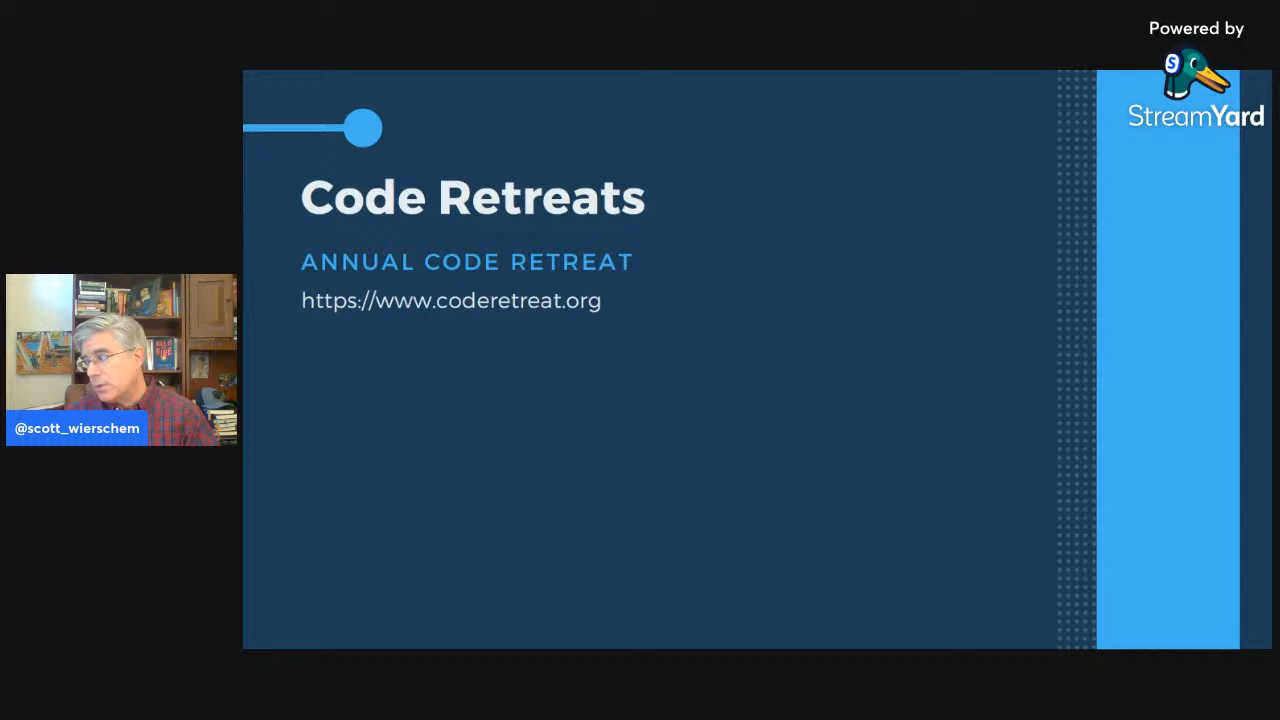 Powered by
StreamYard
Code Retreats
ANNUAL CODE RETREAT
https://www.coderetreat.org
@scott_wierschem